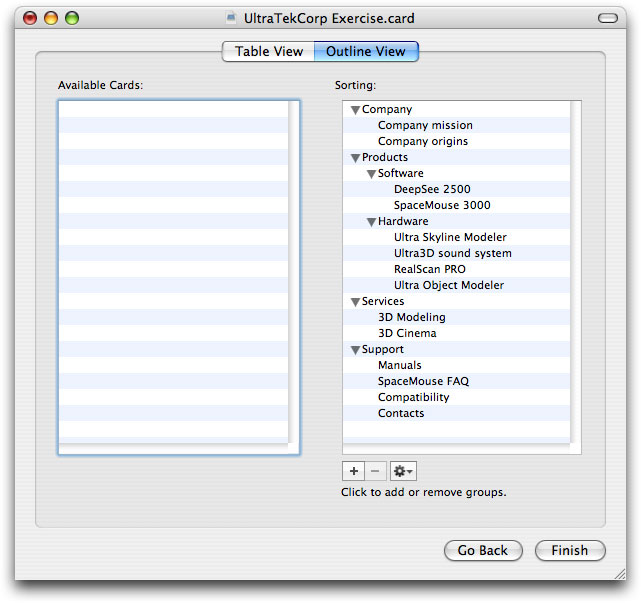 UltraTekCorp Exercise.card
Table View
Outline View
Available Cards:
Sorting:
Company
Company mission
Company origins
Products
Software
DeepSee 2500
SpaceMouse 3000
Hardware
Ultra Skyline Modeler
Ultra3D sound system
RealScan PRO
Ultra Object Modeler
Services
3D Modeling
3D Cinema
Support
Manuals
SpaceMouse FAQ
Compatibility
Contacts
Click to add or remove groups.
Go Back
Finish